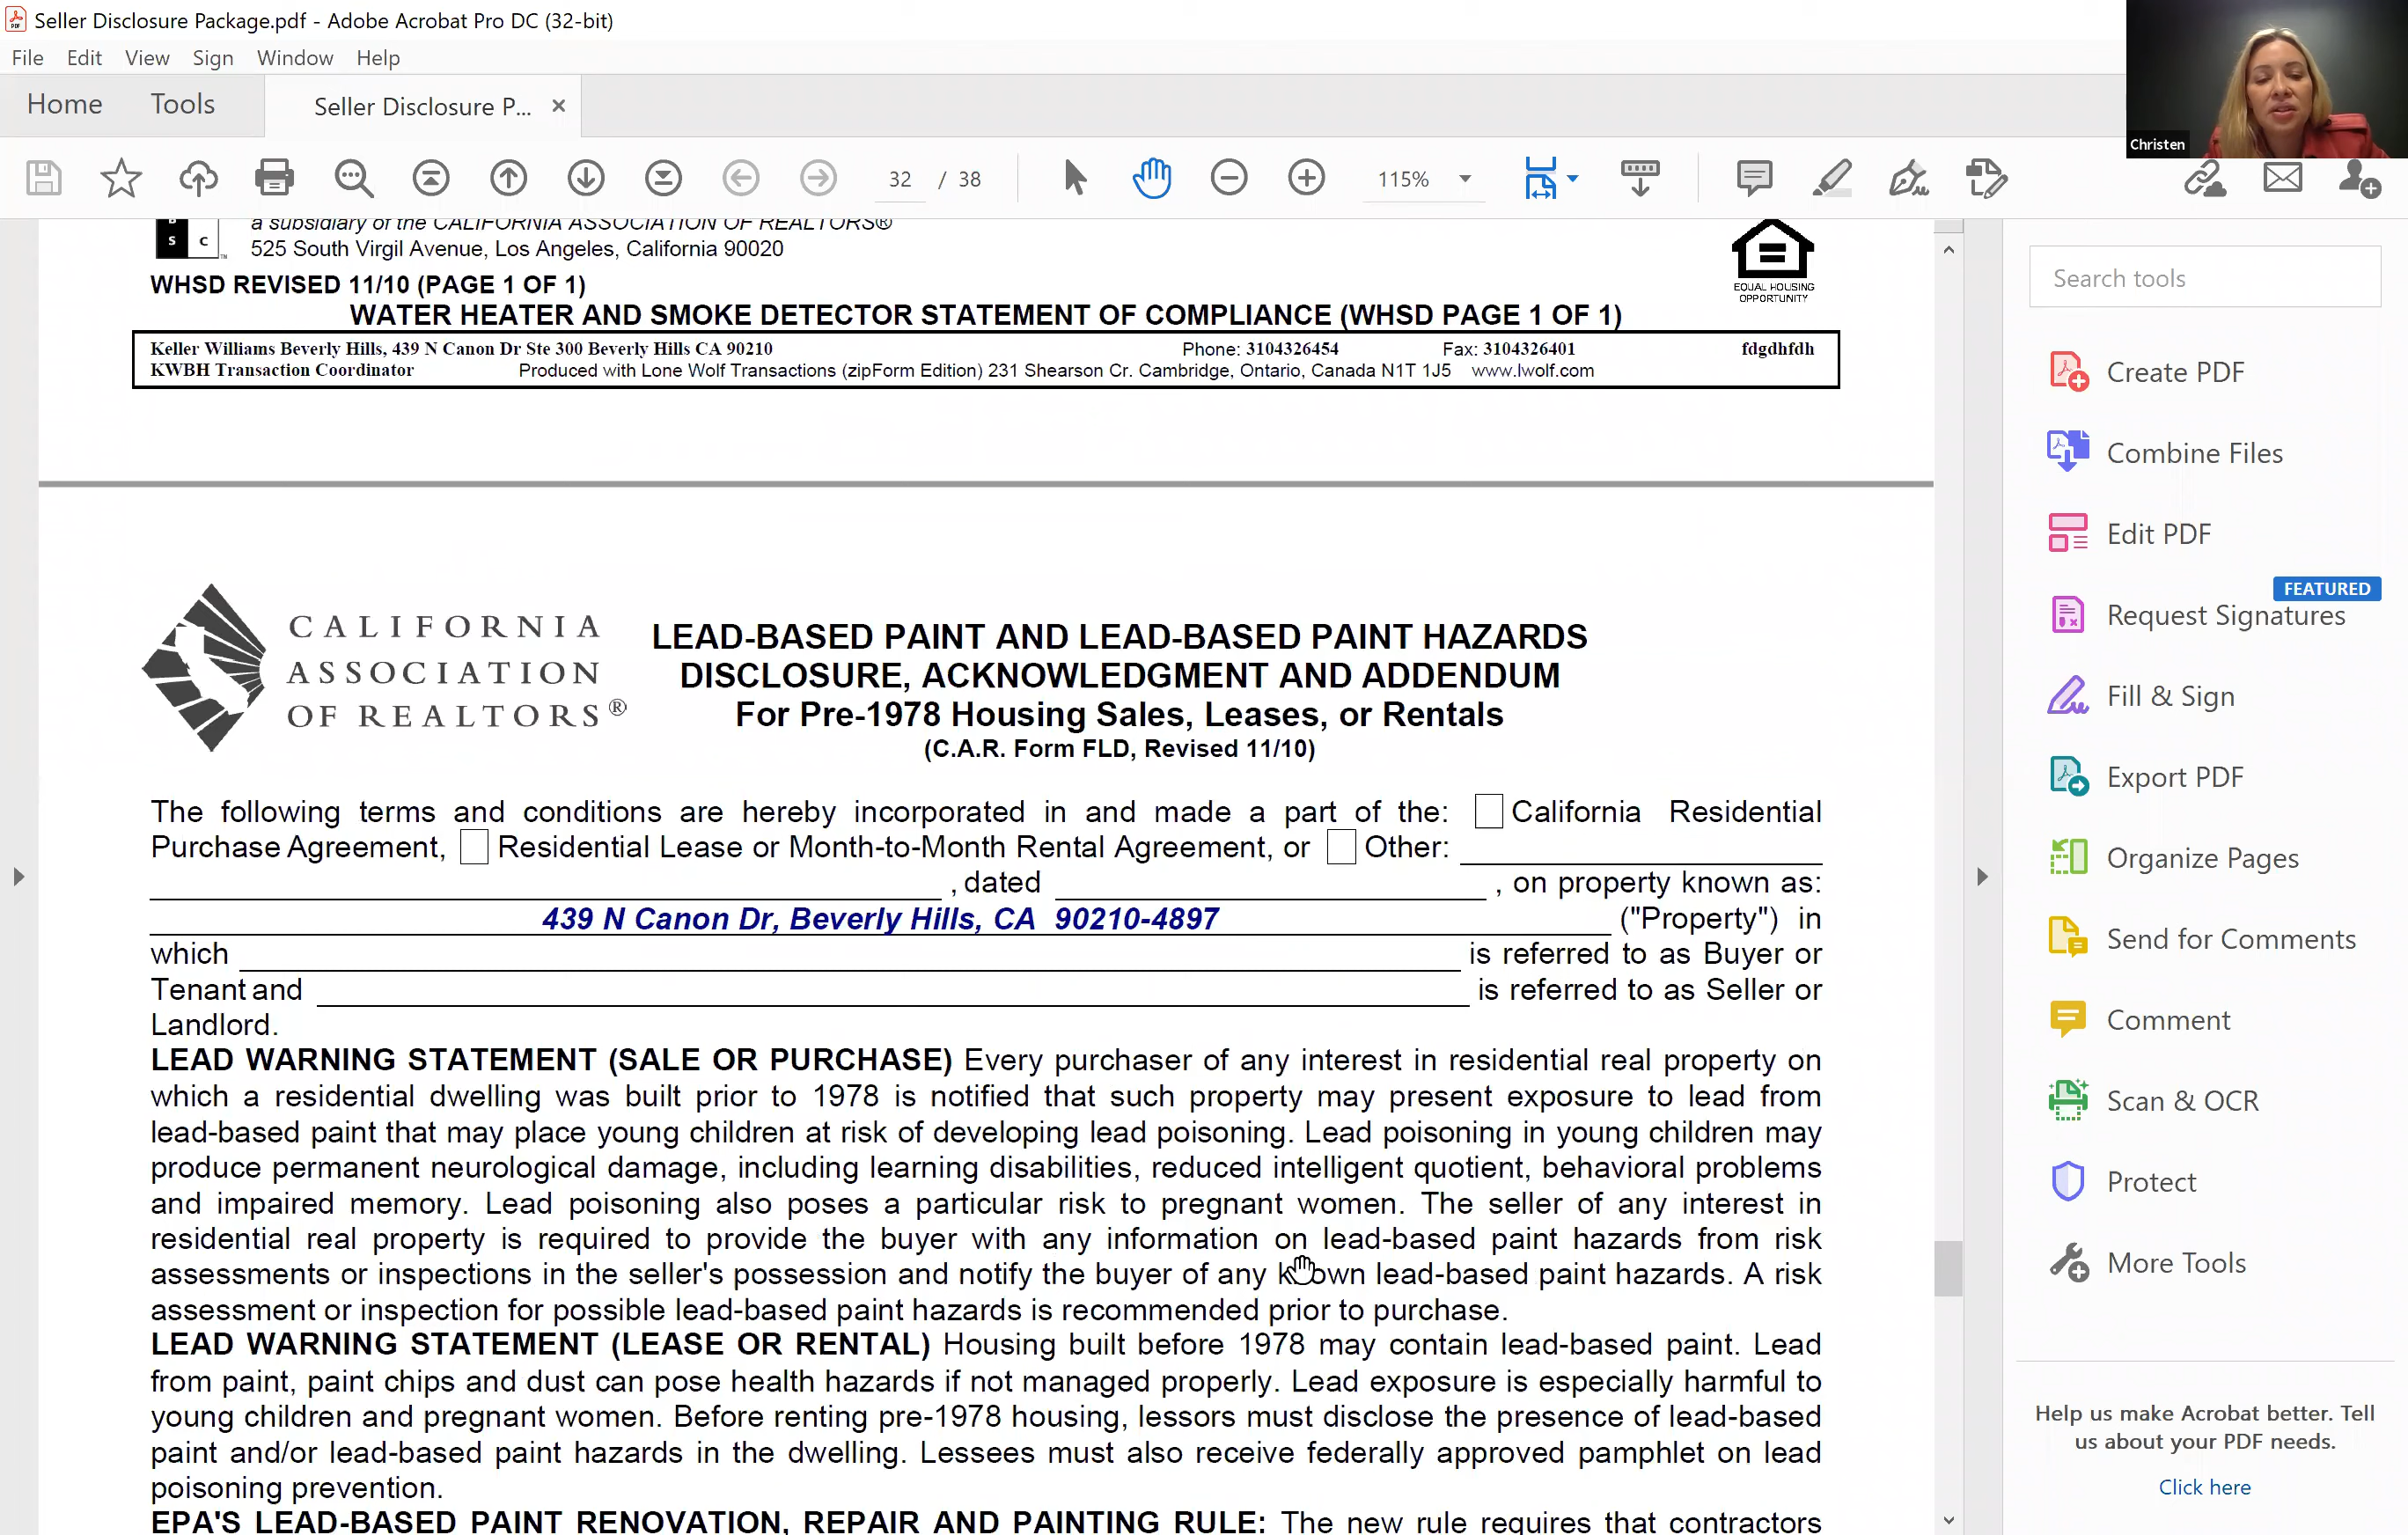 Seller Disclosure Package.pdf - Adobe Acrobat Pro DC (32-bit)
File Edit View Sign Window Help
Home Tools Seller Disclosure P... ×
32 / 38 115%
Christen
a subsidiary of the CALIFORNIA ASSOCIATION OF REALTORS®
S C ™ 525 South Virgil Avenue, Los Angeles, California 90020
EQUAL HOUSING
OPPORTUNITY
WHSD REVISED 11/10 (PAGE 1 OF 1)
WATER HEATER AND SMOKE DETECTOR STATEMENT OF COMPLIANCE (WHSD PAGE 1 OF 1)
Keller Williams Beverly Hills, 439 N Canon Dr Ste 300 Beverly Hills CA 90210 Phone: 3104326454 Fax: 3104326401 fdgdhfdh
KWBH Transaction Coordinator Produced with Lone Wolf Transactions (zipForm Edition) 231 Shearson Cr. Cambridge, Ontario, Canada N1T 1J5 www.lwolf.com
CALIFORNIA
ASSOCIATION
OF REALTORS®
LEAD-BASED PAINT AND LEAD-BASED PAINT HAZARDS
DISCLOSURE, ACKNOWLEDGMENT AND ADDENDUM
For Pre-1978 Housing Sales, Leases, or Rentals
(C.A.R. Form FLD, Revised 11/10)
The following terms and conditions are hereby incorporated in and made a part of the: California Residential
Purchase Agreement, Residential Lease or Month-to-Month Rental Agreement, or Other:
, dated , on property known as:
439 N Canon Dr, Beverly Hills, CA 90210-4897 ("Property") in
which is referred to as Buyer or
Tenant and is referred to as Seller or
Landlord.
LEAD WARNING STATEMENT (SALE OR PURCHASE) Every purchaser of any interest in residential real property on
which a residential dwelling was built prior to 1978 is notified that such property may present exposure to lead from
lead-based paint that may place young children at risk of developing lead poisoning. Lead poisoning in young children may
produce permanent neurological damage, including learning disabilities, reduced intelligent quotient, behavioral problems
and impaired memory. Lead poisoning also poses a particular risk to pregnant women. The seller of any interest in
residential real property is required to provide the buyer with any information on lead-based paint hazards from risk
assessments or inspections in the seller's possession and notify the buyer of any known lead-based paint hazards. A risk
assessment or inspection for possible lead-based paint hazards is recommended prior to purchase.
LEAD WARNING STATEMENT (LEASE OR RENTAL) Housing built before 1978 may contain lead-based paint. Lead
from paint, paint chips and dust can pose health hazards if not managed properly. Lead exposure is especially harmful to
young children and pregnant women. Before renting pre-1978 housing, lessors must disclose the presence of lead-based
paint and/or lead-based paint hazards in the dwelling. Lessees must also receive federally approved pamphlet on lead
poisoning prevention.
EPA'S LEAD-BASED PAINT RENOVATION, REPAIR AND PAINTING RULE: The new rule requires that contractors
Search tools
Create PDF
Combine Files
Edit PDF
FEATURED
Request Signatures
Fill & Sign
Export PDF
Organize Pages
Send for Comments
Comment
Scan & OCR
Protect
More Tools
Help us make Acrobat better. Tell
us about your PDF needs.
Click here